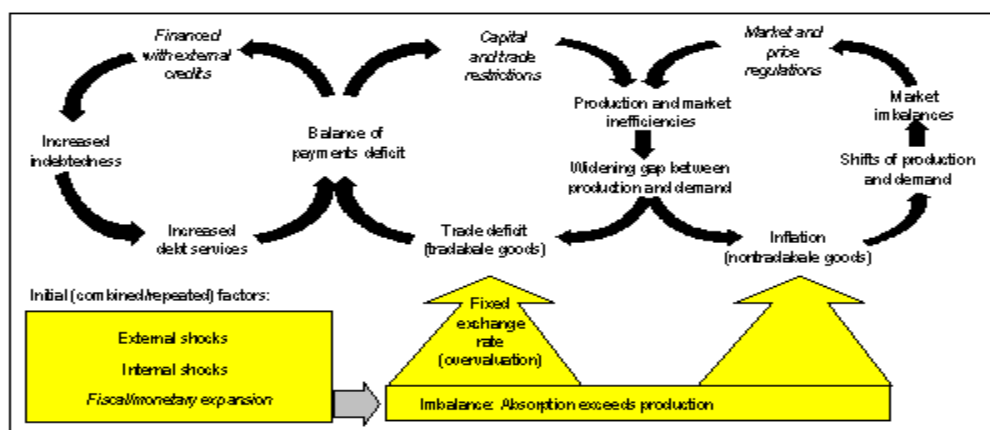 Financed
with external
credits
Capital
and trade
restrictions
Market and
price
regulations
Production and market
inefficiencies
Market
imbalances
Increased
indebtedness
Balance of
payments deficit
Widening gap between
production and demand
Shifts of production
and demand
Increased
debt services
Trade deficit
(tradabale goods)
Inflation
(nontradabale goods)
Initial (combined/repeated) factors:
External shocks
Internal shocks
Fiscal/monetary expansion
Fixed
exchange
rate
(overvaluation)
Imbalance: Absorption exceeds production